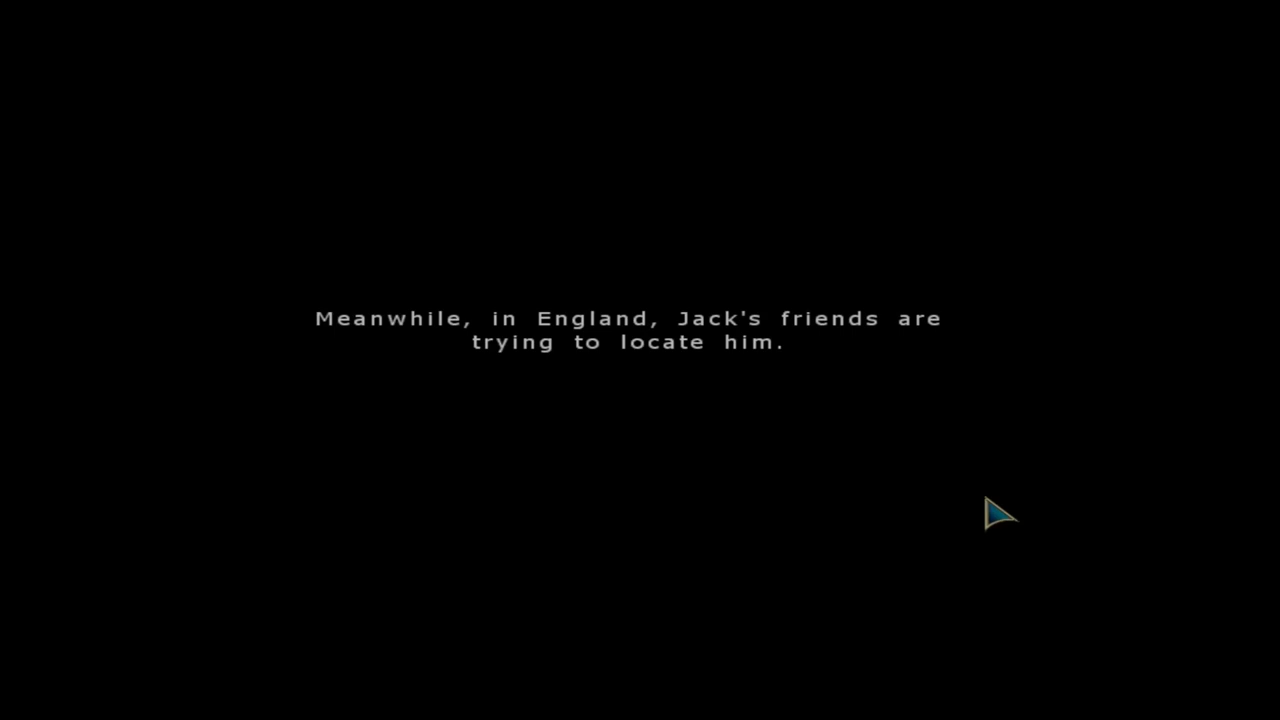 Meanwhile, in England, Jack's friends are
trying to locate him.